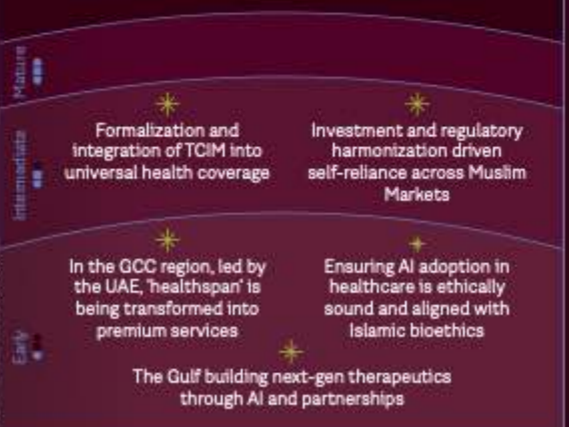 Mature
Intermediate
Formalization and
integration of TCIM into
universal health coverage
Investment and regulatory
harmonization driven
self-reliance across Muslim
Markets
Early
In the GCC region, led by
the UAE, 'healthspan' is
being transformed into
premium services
Ensuring AI adoption in
healthcare is ethically
sound and aligned with
Islamic bioethics
The Gulf building next-gen therapeutics
through AI and partnerships